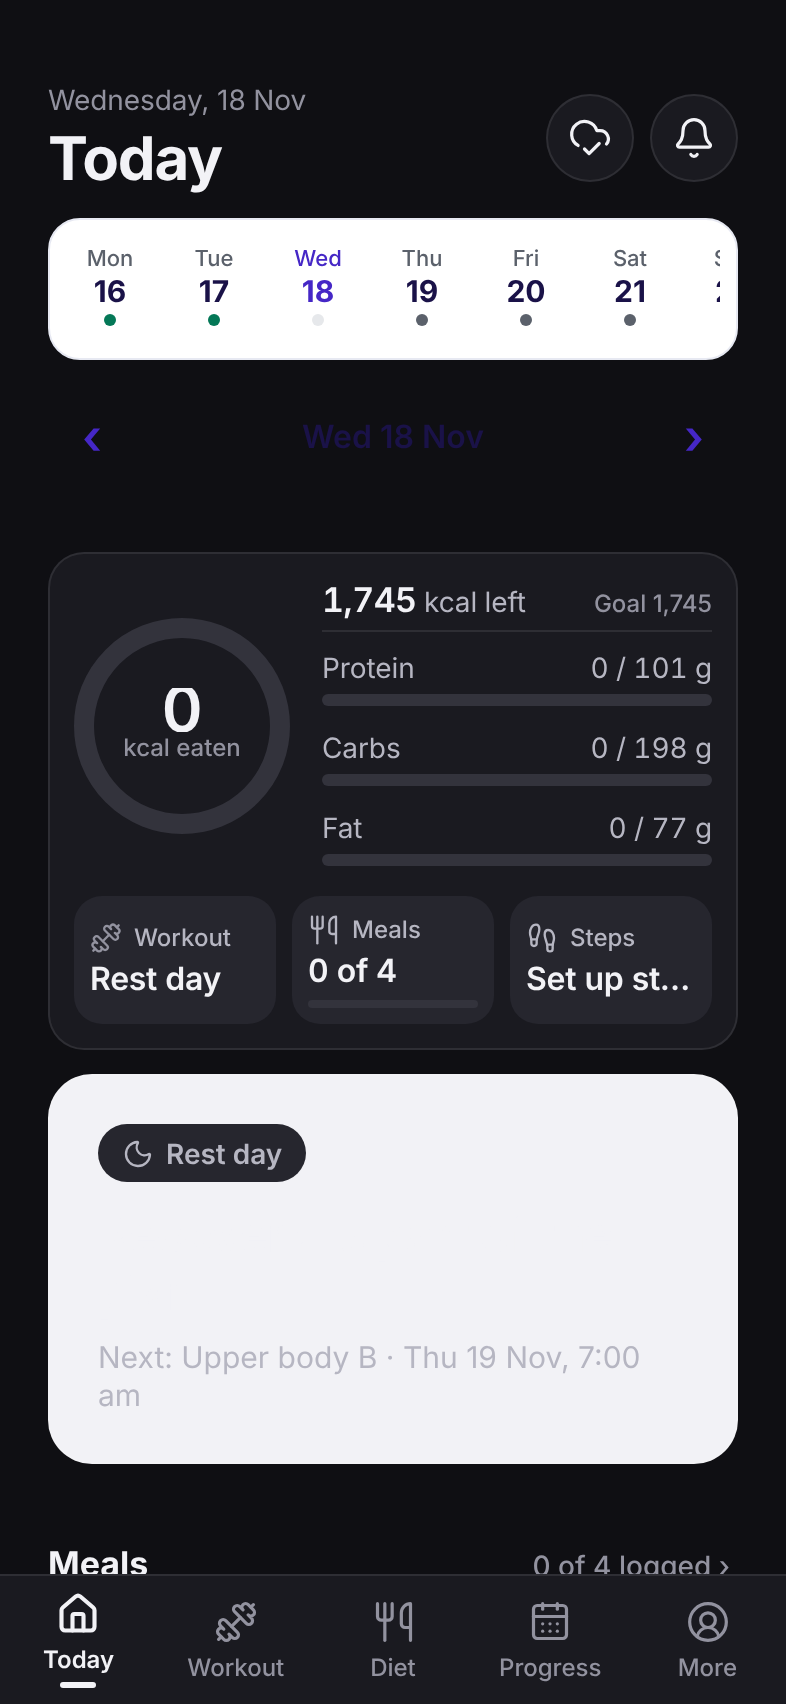 Wednesday, 18 Nov
Today
Mon Tue Wed Thu Fri Sat
16 17 18 19 20 21
‹ Wed 18 Nov ›
1,745 kcal left Goal 1,745
0
kcal eaten
Protein 0 / 101 g
Carbs 0 / 198 g
Fat 0 / 77 g
Workout
Rest day
Meals
0 of 4
Steps
Set up st...
Rest day
Next: Upper body B · Thu 19 Nov, 7:00
am
Meals 0 of 4 logged ›
Today Workout Diet Progress More